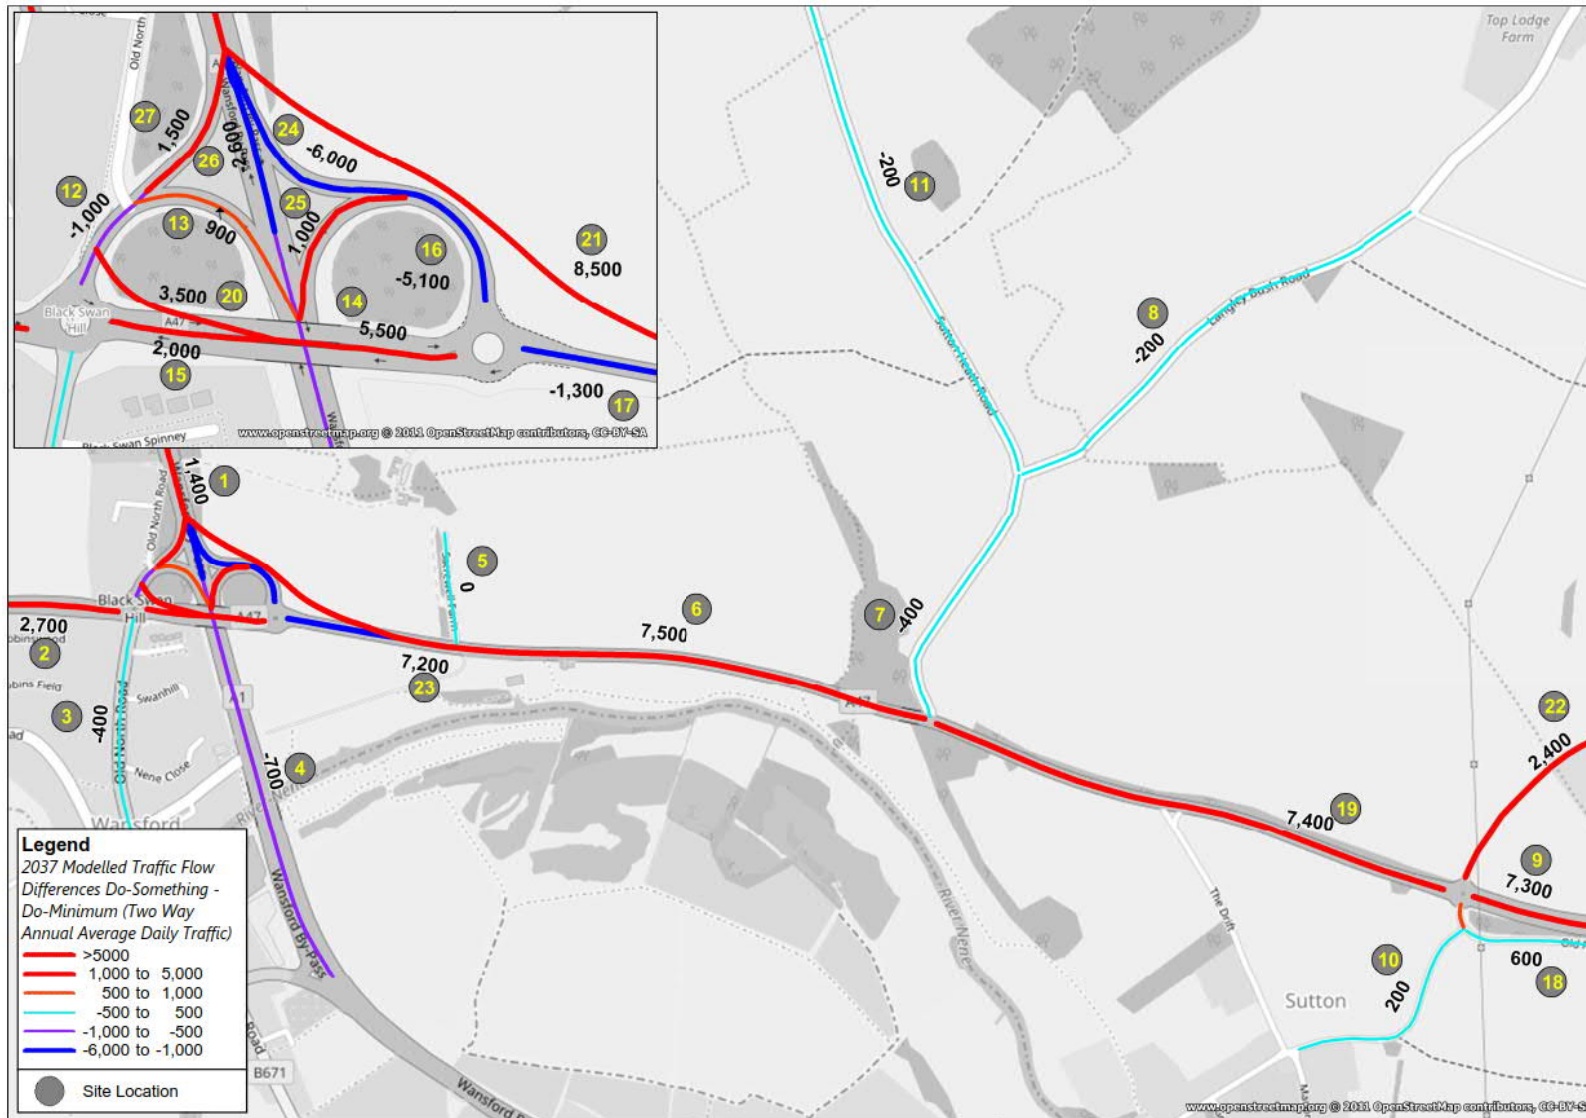 Old North
27
1,500
24
-6,000
26
-2,600
12
-1,000
13
900
25
1,000
16
-5,100
21
8,500
3,500
20
14
Black Swan
Hill
A47
5,500
2,000
15
-1,300
17
Black Swan Spinney
www.openstreetmap.org @ 2011 OpenStreetMap contributors, CC-BY-SA
Top Lodge
Farm
-200
11
Sutton Heath Road
8
Langley Bush Road
-200
1,400
1
Old North Road
5
0
Black Swan
Hill
A47
2,700
2
6
7,500
7
-400
7,200
23
A47
3
-400
Old North Road
Swanhill
A1
Nene Close
-700
4
River Nene
Wansford
Wansford By-Pass
22
2,400
19
7,400
9
7,300
The Drift
River Nene
10
200
600
18
Sutton
Road
B671
Legend
2037 Modelled Traffic Flow
Differences Do-Something -
Do-Minimum (Two Way
Annual Average Daily Traffic)
>5000
1,000 to 5,000
500 to 1,000
-500 to 500
-1,000 to -500
-6,000 to -1,000
Site Location
www.openstreetmap.org @ 2011 OpenStreetMap contributors, CC-BY-SA